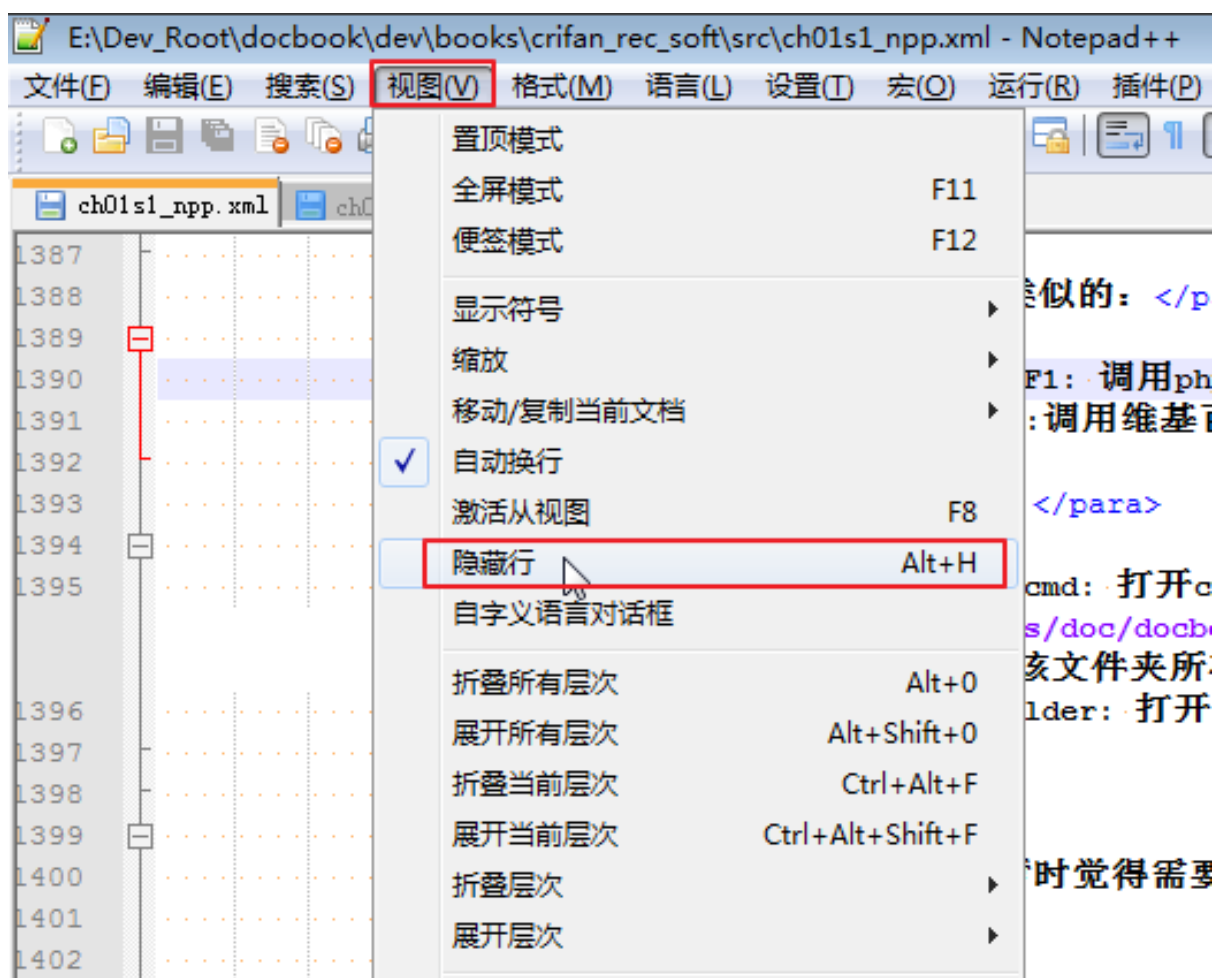 E:\Dev_Root\docbook\dev\books\crifan_rec_soft\src\ch01s1_npp.xml - Notepad++
文件(F) 编辑(E) 搜索(S) 视图(V) 格式(M) 语言(L) 设置(T) 宏(O) 运行(R) 插件(P)
ch01s1_npp.xml
置顶模式
全屏模式 F11
便签模式 F12
显示符号
缩放
移动/复制当前文档
自动换行
激活从视图 F8
隐藏行 Alt+H
自字义语言对话框
折叠所有层次 Alt+0
展开所有层次 Alt+Shift+0
折叠当前层次 Ctrl+Alt+F
展开当前层次 Ctrl+Alt+Shift+F
折叠层次
展开层次
1387
1388 似的：</p
1389
1390 F1: 调用ph
1391 :调用维基
1392
1393 </para>
1394
1395 cmd: 打开c
s/doc/docb
文件夹所
1396 lder: 打开
1397
1398
1399
1400 时觉得需要
1401
1402